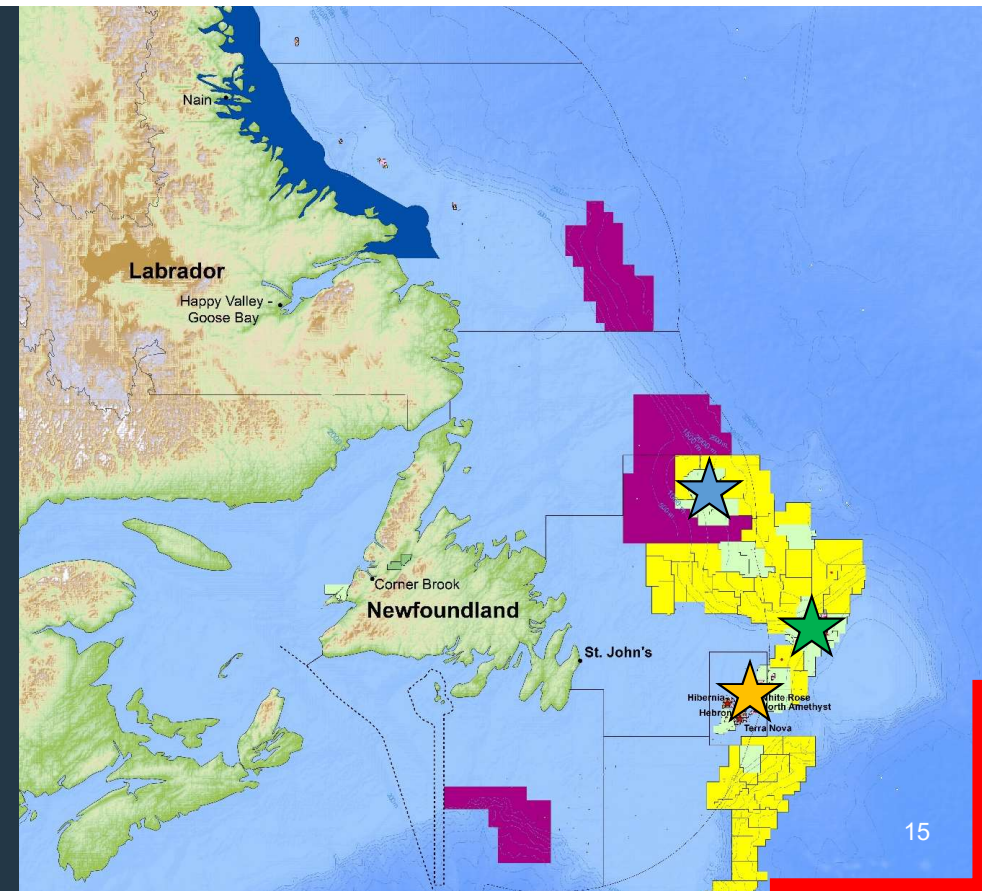 Nain
Labrador
Happy Valley -
Goose Bay
Corner Brook
Newfoundland
St. John's
Hibernia
White Rose
Hebron
North Amethyst
Terra Nova
15